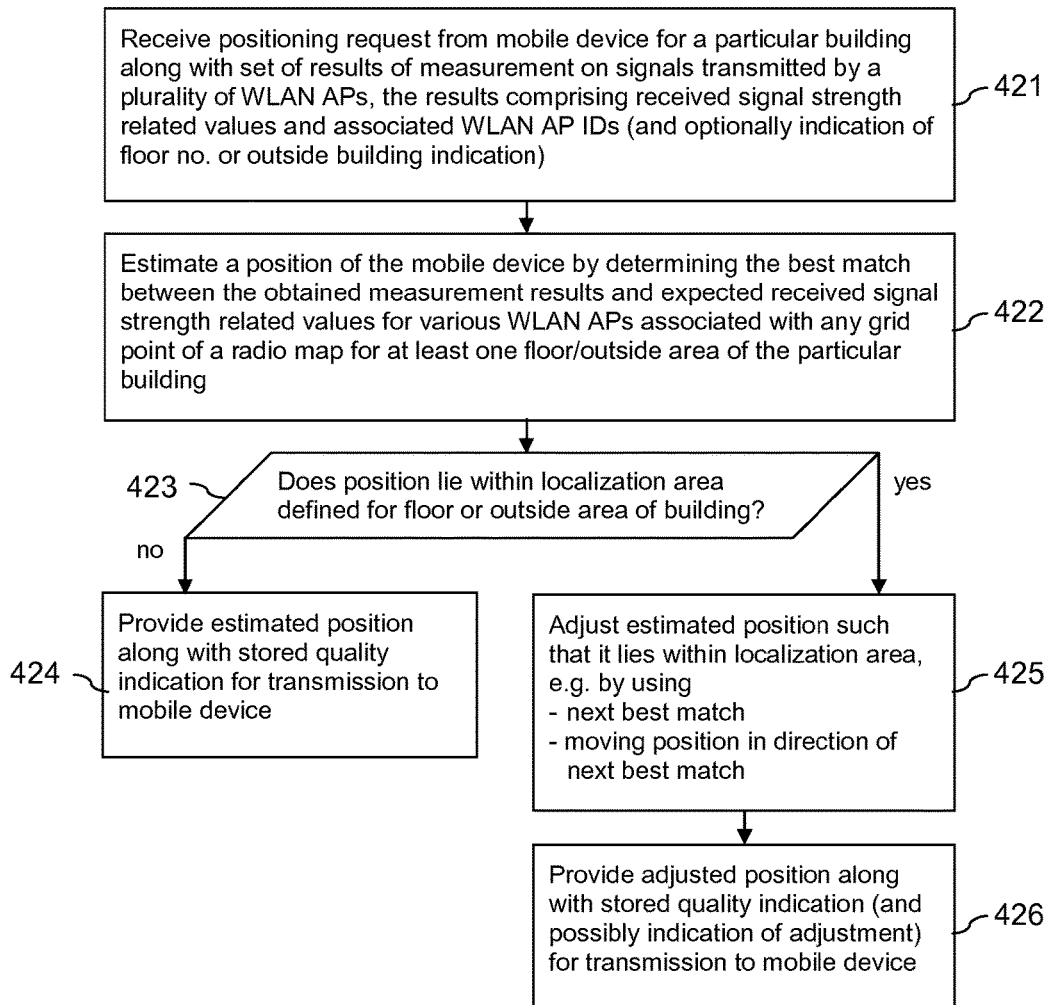 Receive positioning request from mobile device for a particular building
along with set of results of measurement on signals transmitted by a
plurality of WLAN APs, the results comprising received signal strength
related values and associated WLAN AP IDs (and optionally indication of
floor no. or outside building indication)
421
Estimate a position of the mobile device by determining the best match
between the obtained measurement results and expected received signal
strength related values for various WLAN APs associated with any grid
point of a radio map for at least one floor/outside area of the particular
building
422
423
Does position lie within localization area
defined for floor or outside area of building?
yes
no
Provide estimated position
along with stored quality
indication for transmission to
mobile device
424
Adjust estimated position such
that it lies within localization area,
e.g. by using
- next best match
- moving position in direction of
next best match
425
Provide adjusted position along
with stored quality indication (and
possibly indication of adjustment)
for transmission to mobile device
426